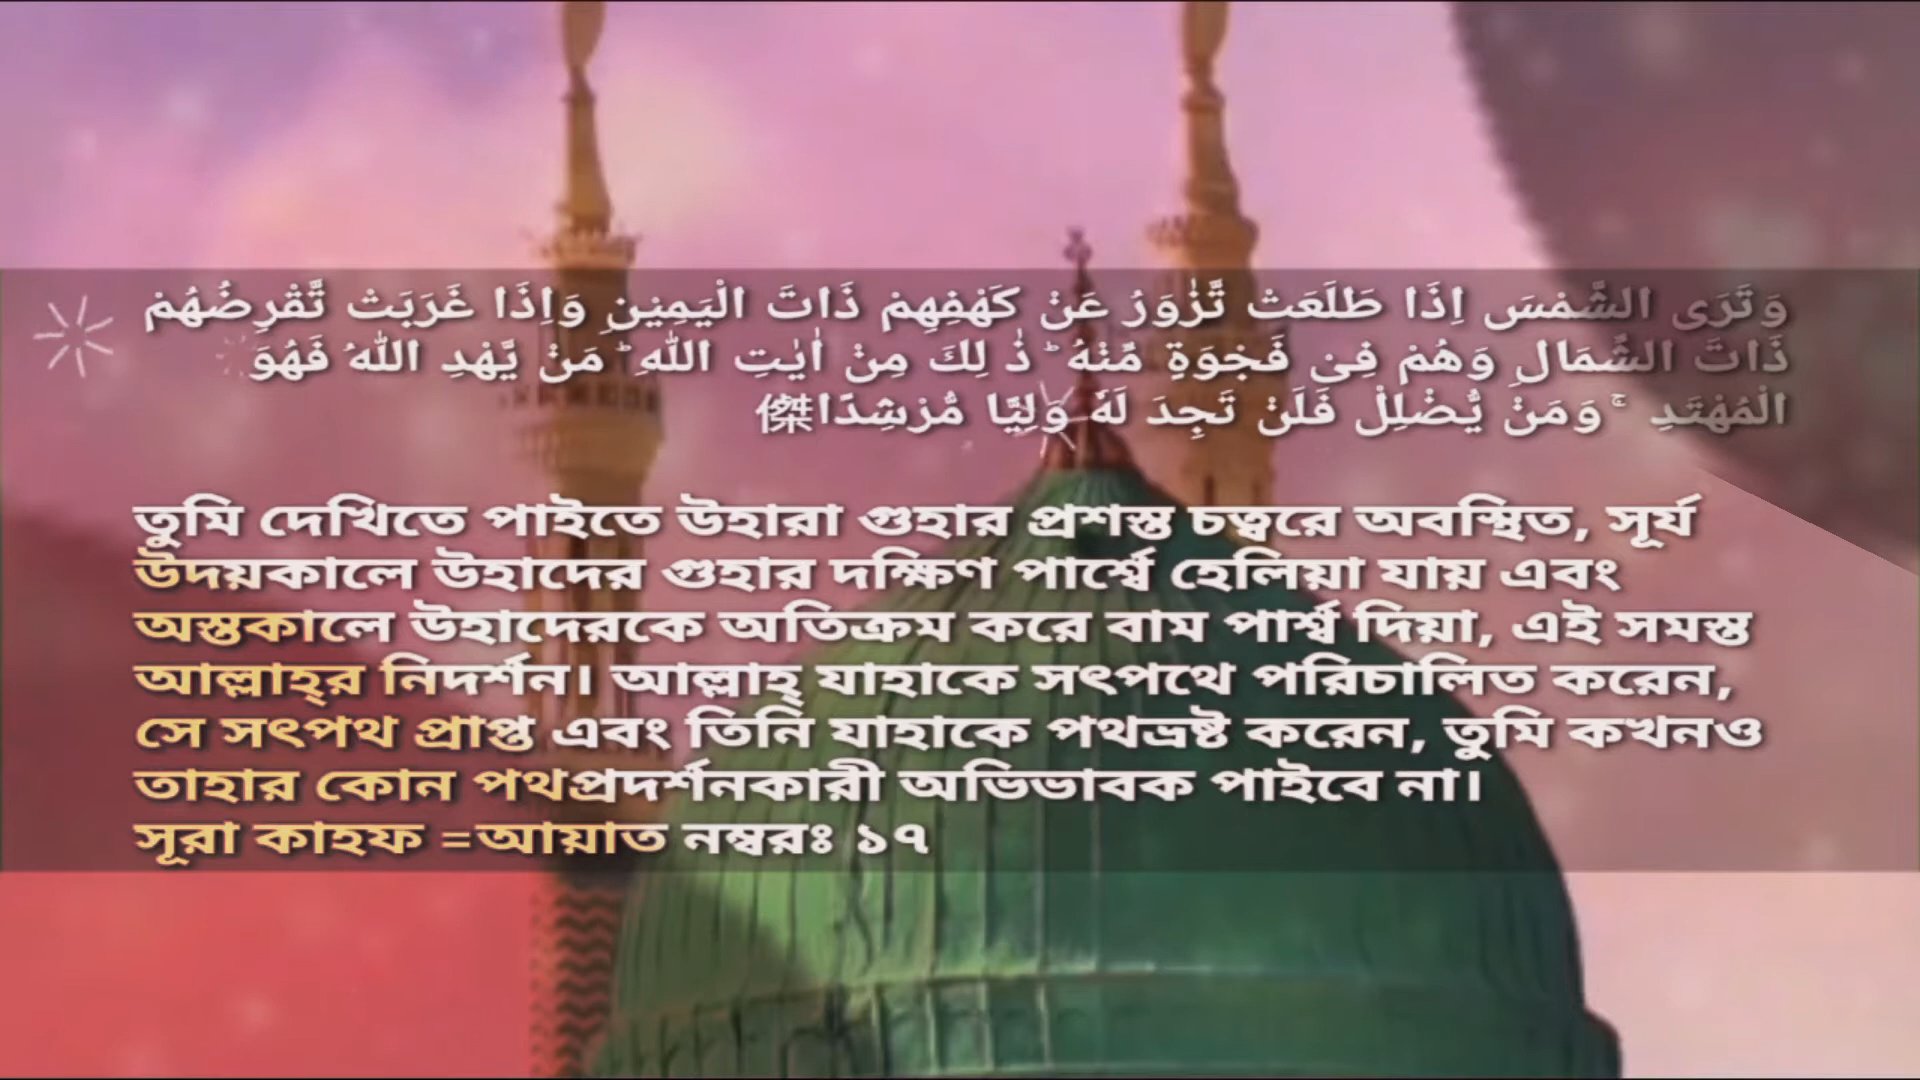 وَتَرَى الشَّمْسَ اِذَا طَلَعَتْ تَّزٰوَرُ عَنْ كَهْفِهِمْ ذَاتَ الْيَمِيْنِ وَاِذَا غَرَبَتْ تَّقْرِضُهُمْ
ذَاتَ الشِّمَالِ وَهُمْ فِىْ فَجْوَةٍ مِّنْهُ‌ ؕ ذٰ لِكَ مِنْ اٰيٰتِ اللّٰهِ‌ ؕ مَنْ يَّهْدِ اللّٰهُ فَهُوَ
الْمُهْتَدِ ‌ۚ وَمَنْ يُّضْلِلْ فَلَنْ تَجِدَ لَهٗ وَلِيًّا مُّرْشِدًا傑
তুমি দেখিতে পাইতে উহারা গুহার প্রশস্ত চত্বরে অবস্থিত, সূর্য
উদয়কালে উহাদের গুহার দক্ষিণ পার্শ্বে হেলিয়া যায় এবং
অস্তকালে উহাদেরকে অতিক্রম করে বাম পার্শ্ব দিয়া, এই সমস্ত
আল্লাহ্‌র নিদর্শন। আল্লাহ্ যাহাকে সৎপথে পরিচালিত করেন,
সে সৎপথ প্রাপ্ত এবং তিনি যাহাকে পথভ্রষ্ট করেন, তুমি কখনও
তাহার কোন পথপ্রদর্শনকারী অভিভাবক পাইবে না।
সূরা কাহফ =আয়াত নম্বরঃ ১৭